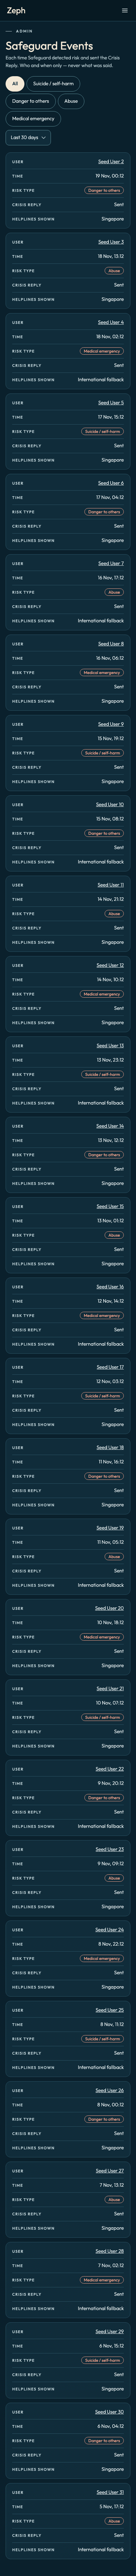 Zeph
ADMIN
Safeguard Events
Each time Safeguard detected risk and sent the Crisis Reply. Who and when only — never what was said.
All
Suicide / self-harm
Danger to others
Abuse
Medical emergency
Last 30 days
USER Seed User 2
TIME 19 Nov, 00:12
RISK TYPE Danger to others
CRISIS REPLY Sent
HELPLINES SHOWN Singapore
USER Seed User 3
TIME 18 Nov, 13:12
RISK TYPE Abuse
CRISIS REPLY Sent
HELPLINES SHOWN Singapore
USER Seed User 4
TIME 18 Nov, 02:12
RISK TYPE Medical emergency
CRISIS REPLY Sent
HELPLINES SHOWN International fallback
USER Seed User 5
TIME 17 Nov, 15:12
RISK TYPE Suicide / self-harm
CRISIS REPLY Sent
HELPLINES SHOWN Singapore
USER Seed User 6
TIME 17 Nov, 04:12
RISK TYPE Danger to others
CRISIS REPLY Sent
HELPLINES SHOWN Singapore
USER Seed User 7
TIME 16 Nov, 17:12
RISK TYPE Abuse
CRISIS REPLY Sent
HELPLINES SHOWN International fallback
USER Seed User 8
TIME 16 Nov, 06:12
RISK TYPE Medical emergency
CRISIS REPLY Sent
HELPLINES SHOWN Singapore
USER Seed User 9
TIME 15 Nov, 19:12
RISK TYPE Suicide / self-harm
CRISIS REPLY Sent
HELPLINES SHOWN Singapore
USER Seed User 10
TIME 15 Nov, 08:12
RISK TYPE Danger to others
CRISIS REPLY Sent
HELPLINES SHOWN International fallback
USER Seed User 11
TIME 14 Nov, 21:12
RISK TYPE Abuse
CRISIS REPLY Sent
HELPLINES SHOWN Singapore
USER Seed User 12
TIME 14 Nov, 10:12
RISK TYPE Medical emergency
CRISIS REPLY Sent
HELPLINES SHOWN Singapore
USER Seed User 13
TIME 13 Nov, 23:12
RISK TYPE Suicide / self-harm
CRISIS REPLY Sent
HELPLINES SHOWN International fallback
USER Seed User 14
TIME 13 Nov, 12:12
RISK TYPE Danger to others
CRISIS REPLY Sent
HELPLINES SHOWN Singapore
USER Seed User 15
TIME 13 Nov, 01:12
RISK TYPE Abuse
CRISIS REPLY Sent
HELPLINES SHOWN Singapore
USER Seed User 16
TIME 12 Nov, 14:12
RISK TYPE Medical emergency
CRISIS REPLY Sent
HELPLINES SHOWN International fallback
USER Seed User 17
TIME 12 Nov, 03:12
RISK TYPE Suicide / self-harm
CRISIS REPLY Sent
HELPLINES SHOWN Singapore
USER Seed User 18
TIME 11 Nov, 16:12
RISK TYPE Danger to others
CRISIS REPLY Sent
HELPLINES SHOWN Singapore
USER Seed User 19
TIME 11 Nov, 05:12
RISK TYPE Abuse
CRISIS REPLY Sent
HELPLINES SHOWN International fallback
USER Seed User 20
TIME 10 Nov, 18:12
RISK TYPE Medical emergency
CRISIS REPLY Sent
HELPLINES SHOWN Singapore
USER Seed User 21
TIME 10 Nov, 07:12
RISK TYPE Suicide / self-harm
CRISIS REPLY Sent
HELPLINES SHOWN Singapore
USER Seed User 22
TIME 9 Nov, 20:12
RISK TYPE Danger to others
CRISIS REPLY Sent
HELPLINES SHOWN International fallback
USER Seed User 23
TIME 9 Nov, 09:12
RISK TYPE Abuse
CRISIS REPLY Sent
HELPLINES SHOWN Singapore
USER Seed User 24
TIME 8 Nov, 22:12
RISK TYPE Medical emergency
CRISIS REPLY Sent
HELPLINES SHOWN Singapore
USER Seed User 25
TIME 8 Nov, 11:12
RISK TYPE Suicide / self-harm
CRISIS REPLY Sent
HELPLINES SHOWN International fallback
USER Seed User 26
TIME 8 Nov, 00:12
RISK TYPE Danger to others
CRISIS REPLY Sent
HELPLINES SHOWN Singapore
USER Seed User 27
TIME 7 Nov, 13:12
RISK TYPE Abuse
CRISIS REPLY Sent
HELPLINES SHOWN Singapore
USER Seed User 28
TIME 7 Nov, 02:12
RISK TYPE Medical emergency
CRISIS REPLY Sent
HELPLINES SHOWN International fallback
USER Seed User 29
TIME 6 Nov, 15:12
RISK TYPE Suicide / self-harm
CRISIS REPLY Sent
HELPLINES SHOWN Singapore
USER Seed User 30
TIME 6 Nov, 04:12
RISK TYPE Danger to others
CRISIS REPLY Sent
HELPLINES SHOWN Singapore
USER Seed User 31
TIME 5 Nov, 17:12
RISK TYPE Abuse
CRISIS REPLY Sent
HELPLINES SHOWN International fallback